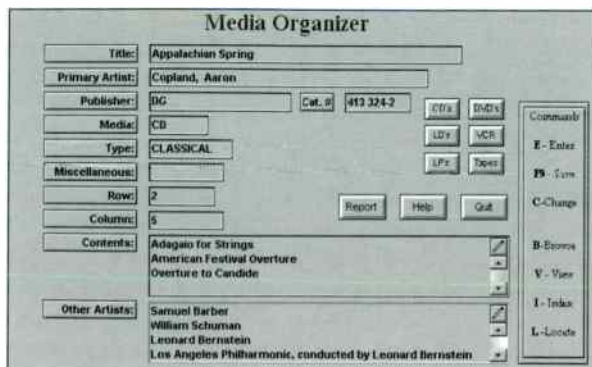 Media Organizer
Title: Appalachian Spring
Primary Artist: Copland, Aaron
Publisher: DG Cat. # 413 324-2
Media: CD
Type: CLASSICAL
Miscellaneous:
Row: 2
Column: 5
CD's DVD's
LD's VCR
LP's Tapes
Report Help Quit
Contents: Adagaio for Strings
American Festival Overture
Overture to Candide
Other Artists: Samuel Barber
William Schuman
Leonard Bernstein
Los Angeles Philharmonic, conducted by Leonard Bernstein
Commands
E - Enter
F9 - Save
C-Change
B-Browse
V - View
I - Index
L - Locate